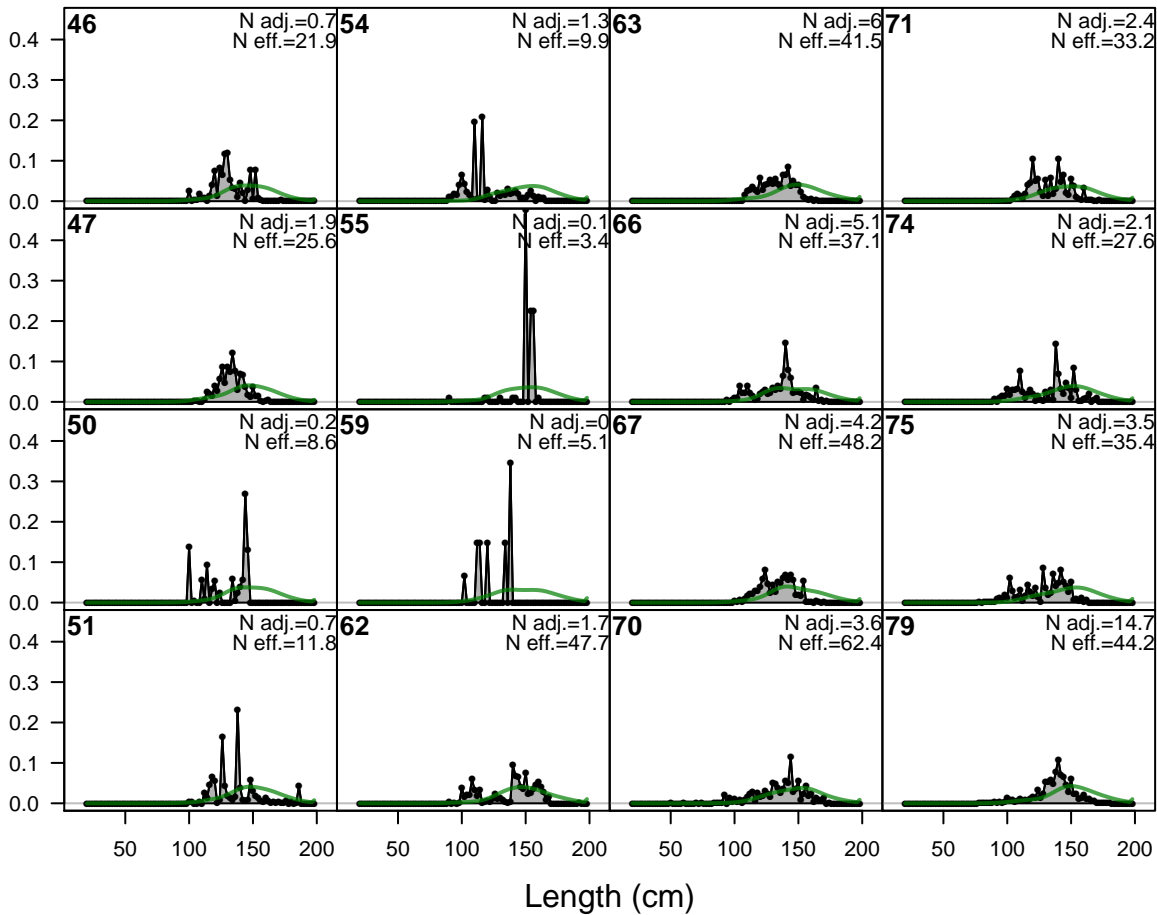 46 N adj.=0.7
N eff.=21.9
54 N adj.=1.3
N eff.=9.9
63 N adj.=6
N eff.=41.5
71 N adj.=2.4
N eff.=33.2
0.4
0.3
0.2
0.1
0.0
47 N adj.=1.9
N eff.=25.6
55 N adj.=0.1
N eff.=3.4
66 N adj.=5.1
N eff.=37.1
74 N adj.=2.1
N eff.=27.6
0.4
0.3
0.2
0.1
0.0
50 N adj.=0.2
N eff.=8.6
59 N adj.=0
N eff.=5.1
67 N adj.=4.2
N eff.=48.2
75 N adj.=3.5
N eff.=35.4
0.4
0.3
0.2
0.1
0.0
51 N adj.=0.7
N eff.=11.8
62 N adj.=1.7
N eff.=47.7
70 N adj.=3.6
N eff.=62.4
79 N adj.=14.7
N eff.=44.2
0.4
0.3
0.2
0.1
0.0
50 100 150 200 50 100 150 200 50 100 150 200 50 100 150 200
Length (cm)